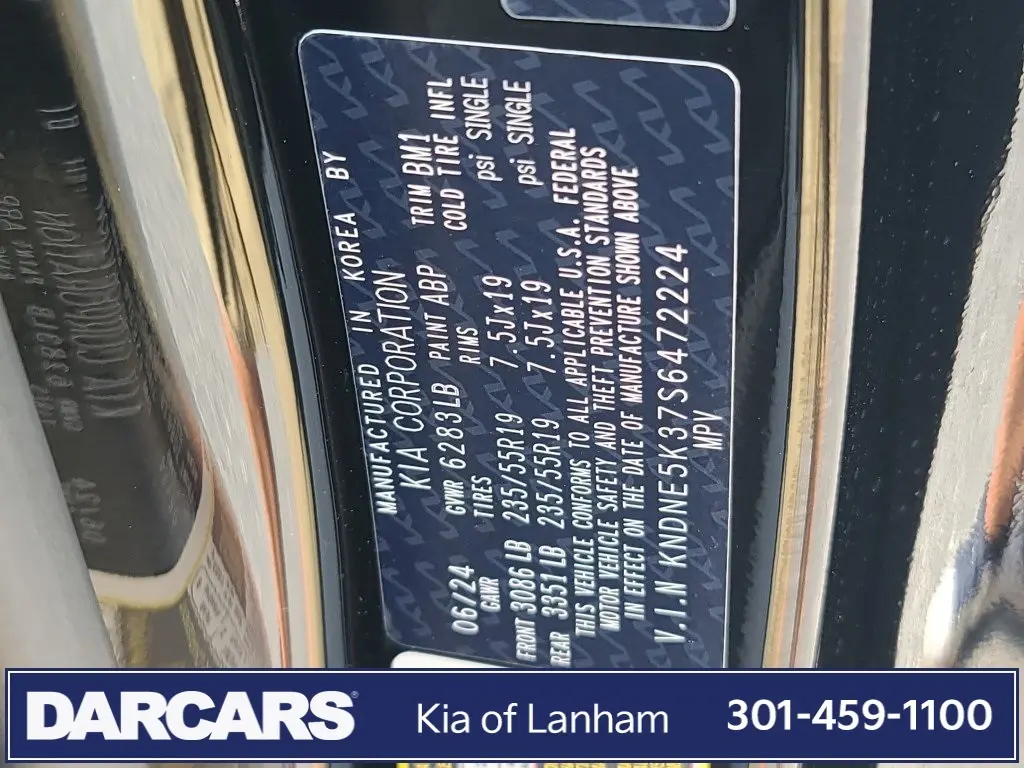 MANUFACTURED IN KOREA BY
KIA CORPORATION
06/24 GVWR 6283LB PAINT ABP TRIM BM1
GAWR TIRES RIMS COLD TIRE INFL
FRONT 3086LB 235/55R19 7.5Jx19 psi SINGLE
REAR 3351LB 235/55R19 7.5Jx19 psi SINGLE
THIS VEHICLE CONFORMS TO ALL APPLICABLE U.S.A. FEDERAL
MOTOR VEHICLE SAFETY AND THEFT PREVENTION STANDARDS
IN EFFECT ON THE DATE OF MANUFACTURE SHOWN ABOVE
V.I.N KNDNE5K37S6472224
MPV
DARCARS® Kia of Lanham 301-459-1100